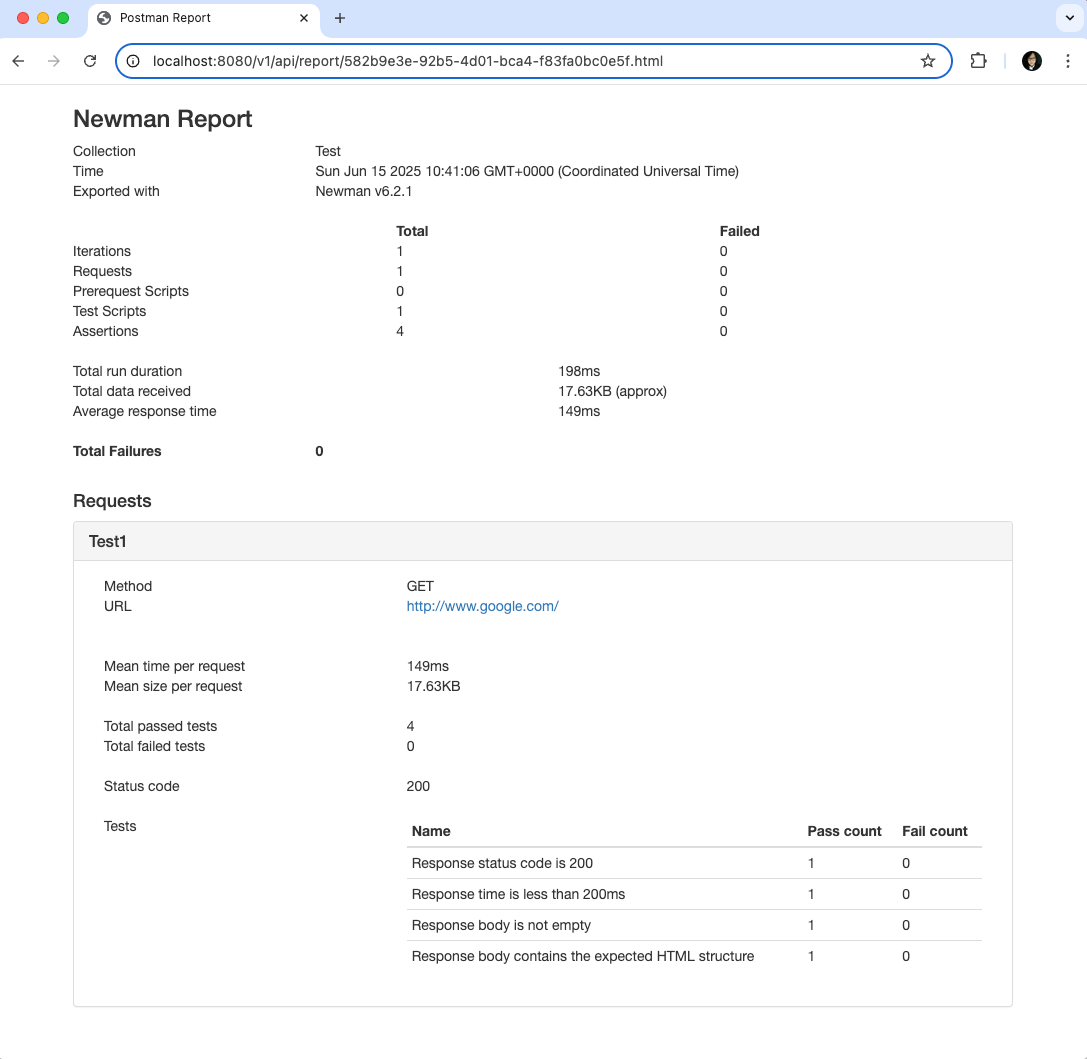 Postman Report
localhost:8080/v1/api/report/582b9e3e-92b5-4d01-bca4-f83fa0bc0e5f.html
Newman Report
Collection Test
Time Sun Jun 15 2025 10:41:06 GMT+0000 (Coordinated Universal Time)
Exported with Newman v6.2.1
Total Failed
Iterations 1 0
Requests 1 0
Prerequest Scripts 0 0
Test Scripts 1 0
Assertions 4 0
Total run duration 198ms
Total data received 17.63KB (approx)
Average response time 149ms
Total Failures 0
Requests
Test1
Method GET
URL http://www.google.com/
Mean time per request 149ms
Mean size per request 17.63KB
Total passed tests 4
Total failed tests 0
Status code 200
Tests
Name Pass count Fail count
Response status code is 200 1 0
Response time is less than 200ms 1 0
Response body is not empty 1 0
Response body contains the expected HTML structure 1 0